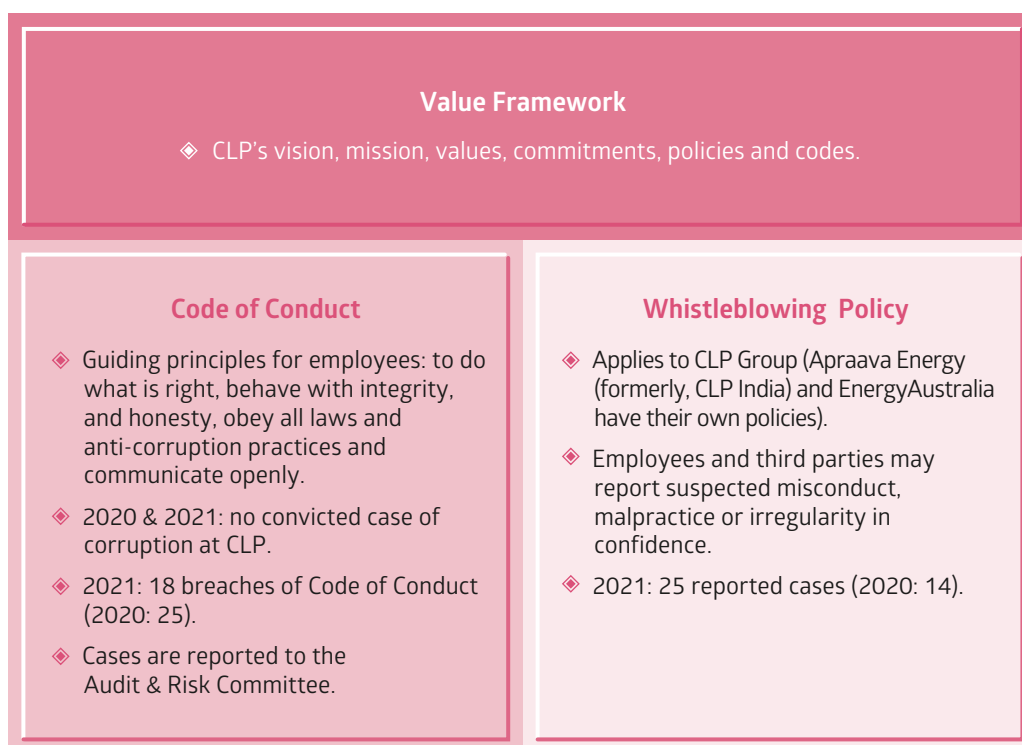 Value Framework
CLP's vision, mission, values, commitments, policies and codes.
Code of Conduct
Guiding principles for employees: to do
what is right, behave with integrity,
and honesty, obey all laws and
anti-corruption practices and
communicate openly.
2020 & 2021: no convicted case of
corruption at CLP.
2021: 18 breaches of Code of Conduct
(2020: 25).
Cases are reported to the
Audit & Risk Committee.
Whistleblowing Policy
Applies to CLP Group (Apraava Energy
(formerly, CLP India) and EnergyAustralia
have their own policies).
Employees and third parties may
report suspected misconduct,
malpractice or irregularity in
confidence.
2021: 25 reported cases (2020: 14).